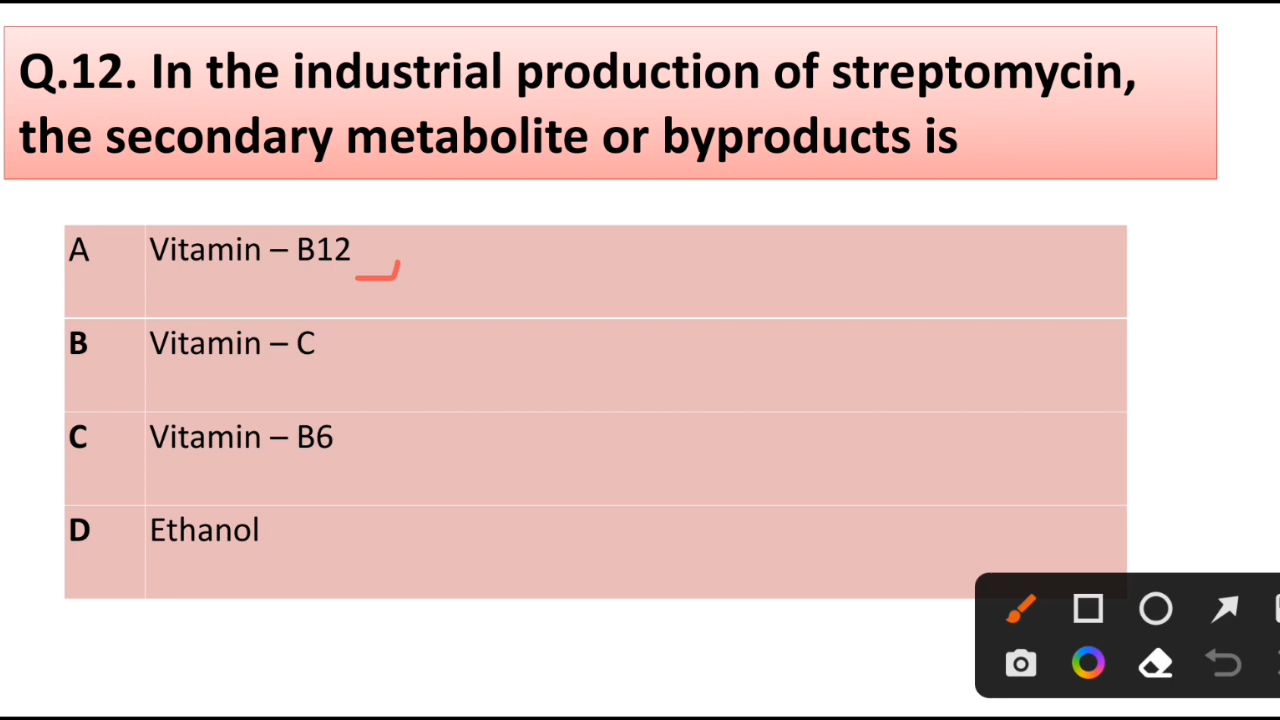 Q.12. In the industrial production of streptomycin,
the secondary metabolite or byproducts is
A Vitamin – B12
B Vitamin – C
C Vitamin – B6
D Ethanol